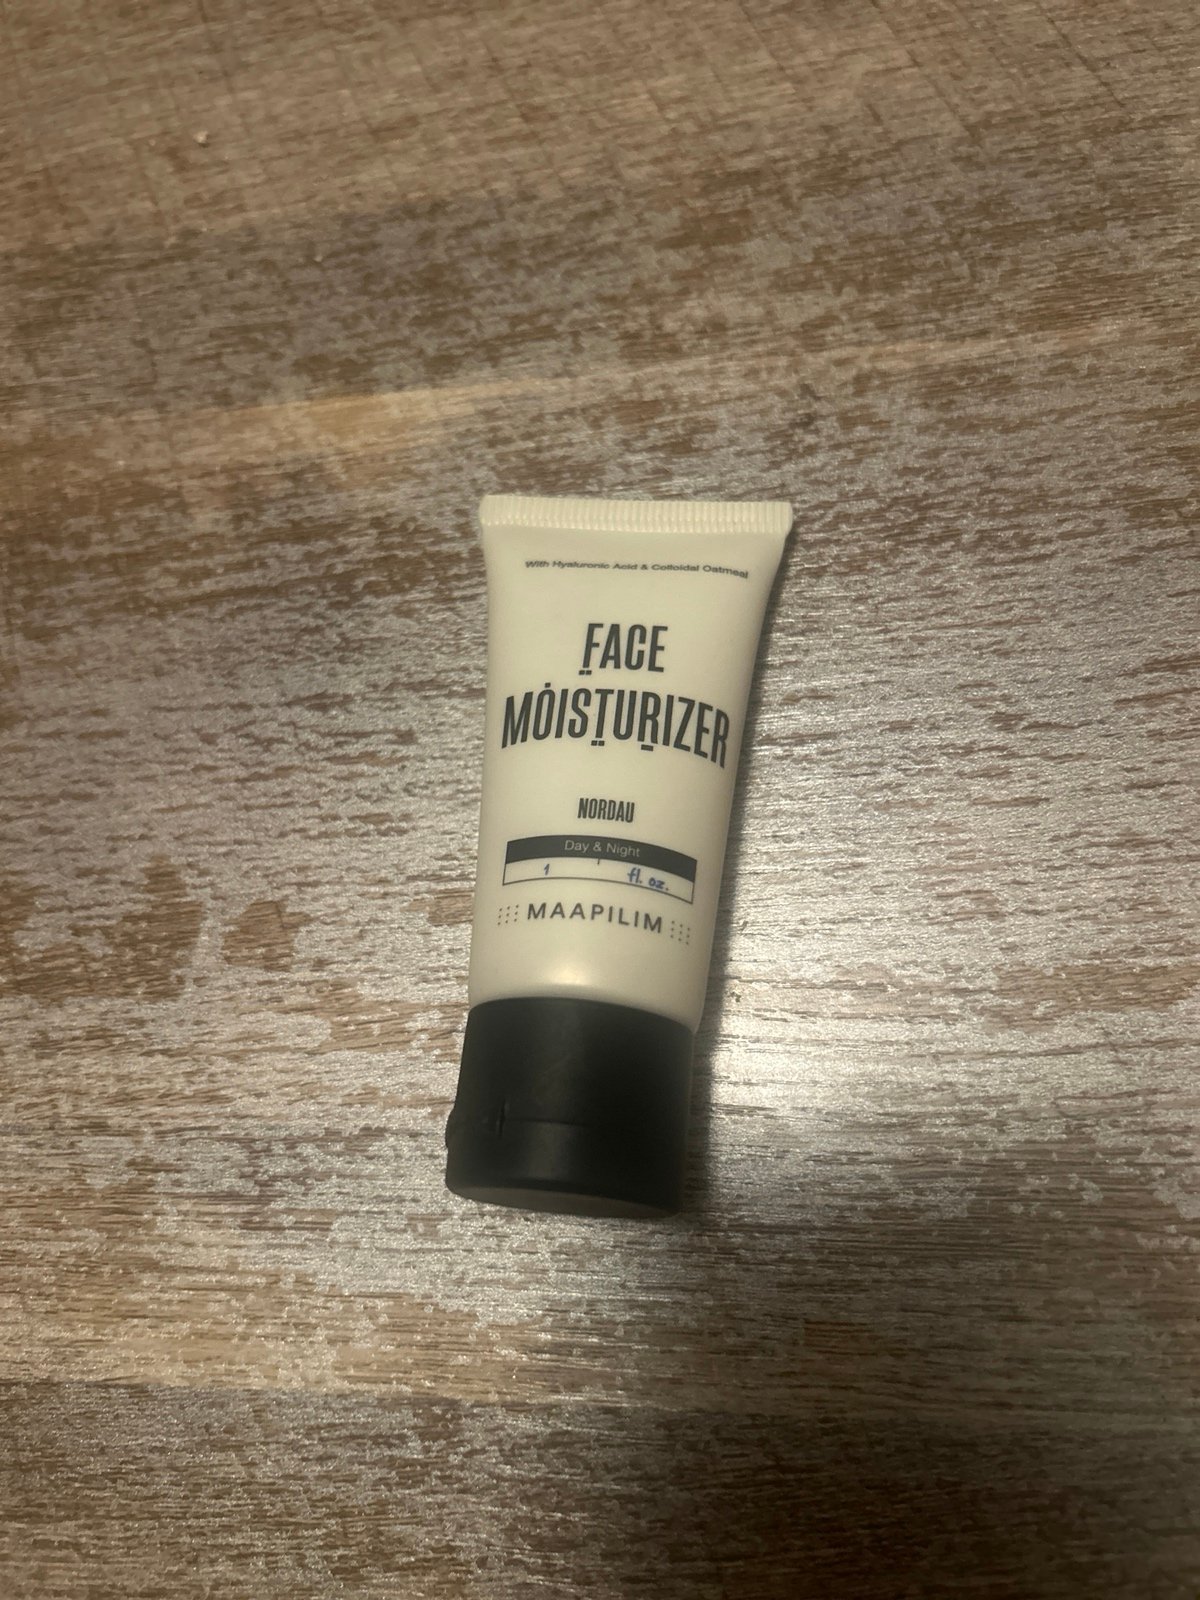 With Hyaluronic Acid & Colloidal Oatmeal
FACE
MOISTURIZER
NORDAU
Day & Night
1 fl. oz.
MAAPILIM